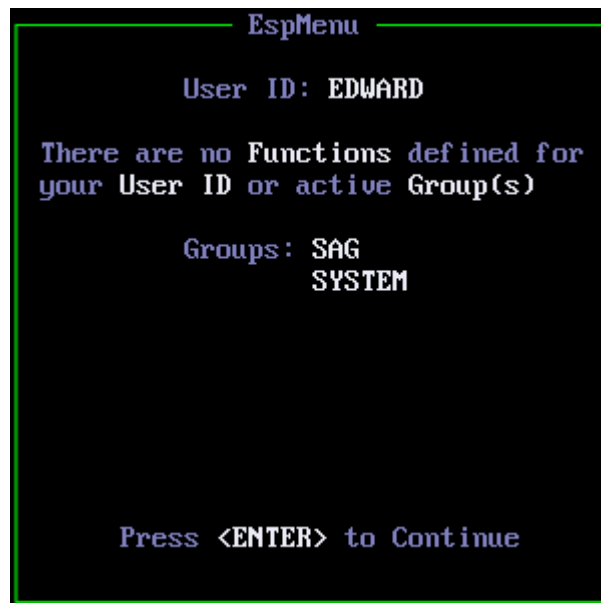 EspMenu
User ID: EDWARD
There are no Functions defined for
your User ID or active Group(s)
Groups: SAG
SYSTEM
Press <ENTER> to Continue